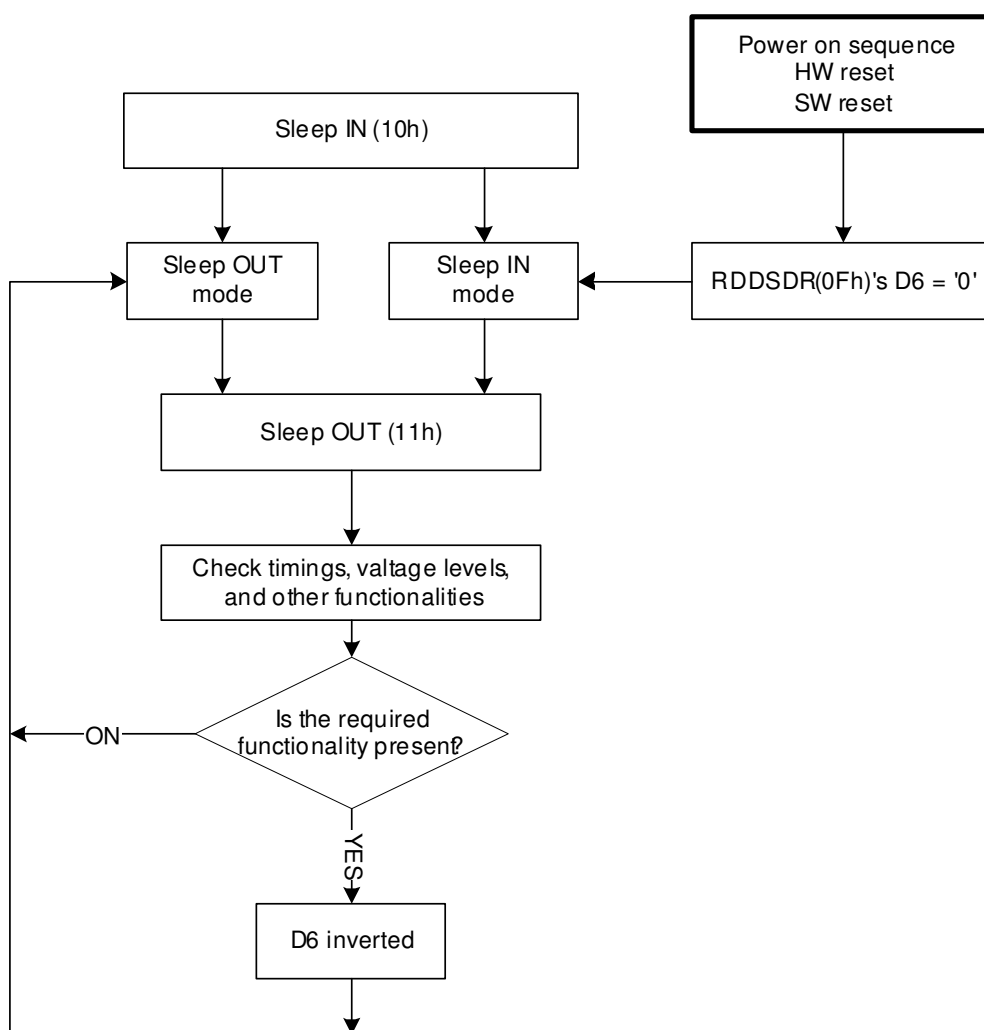 Power on sequence
HW reset
SW reset
Sleep IN (10h)
Sleep OUT
mode
Sleep IN
mode
RDDSDR(0Fh)'s D6 = '0'
Sleep OUT (11h)
Check timings, valtage levels,
and other functionalities
Is the required
functionality present?
ON
YES
D6 inverted